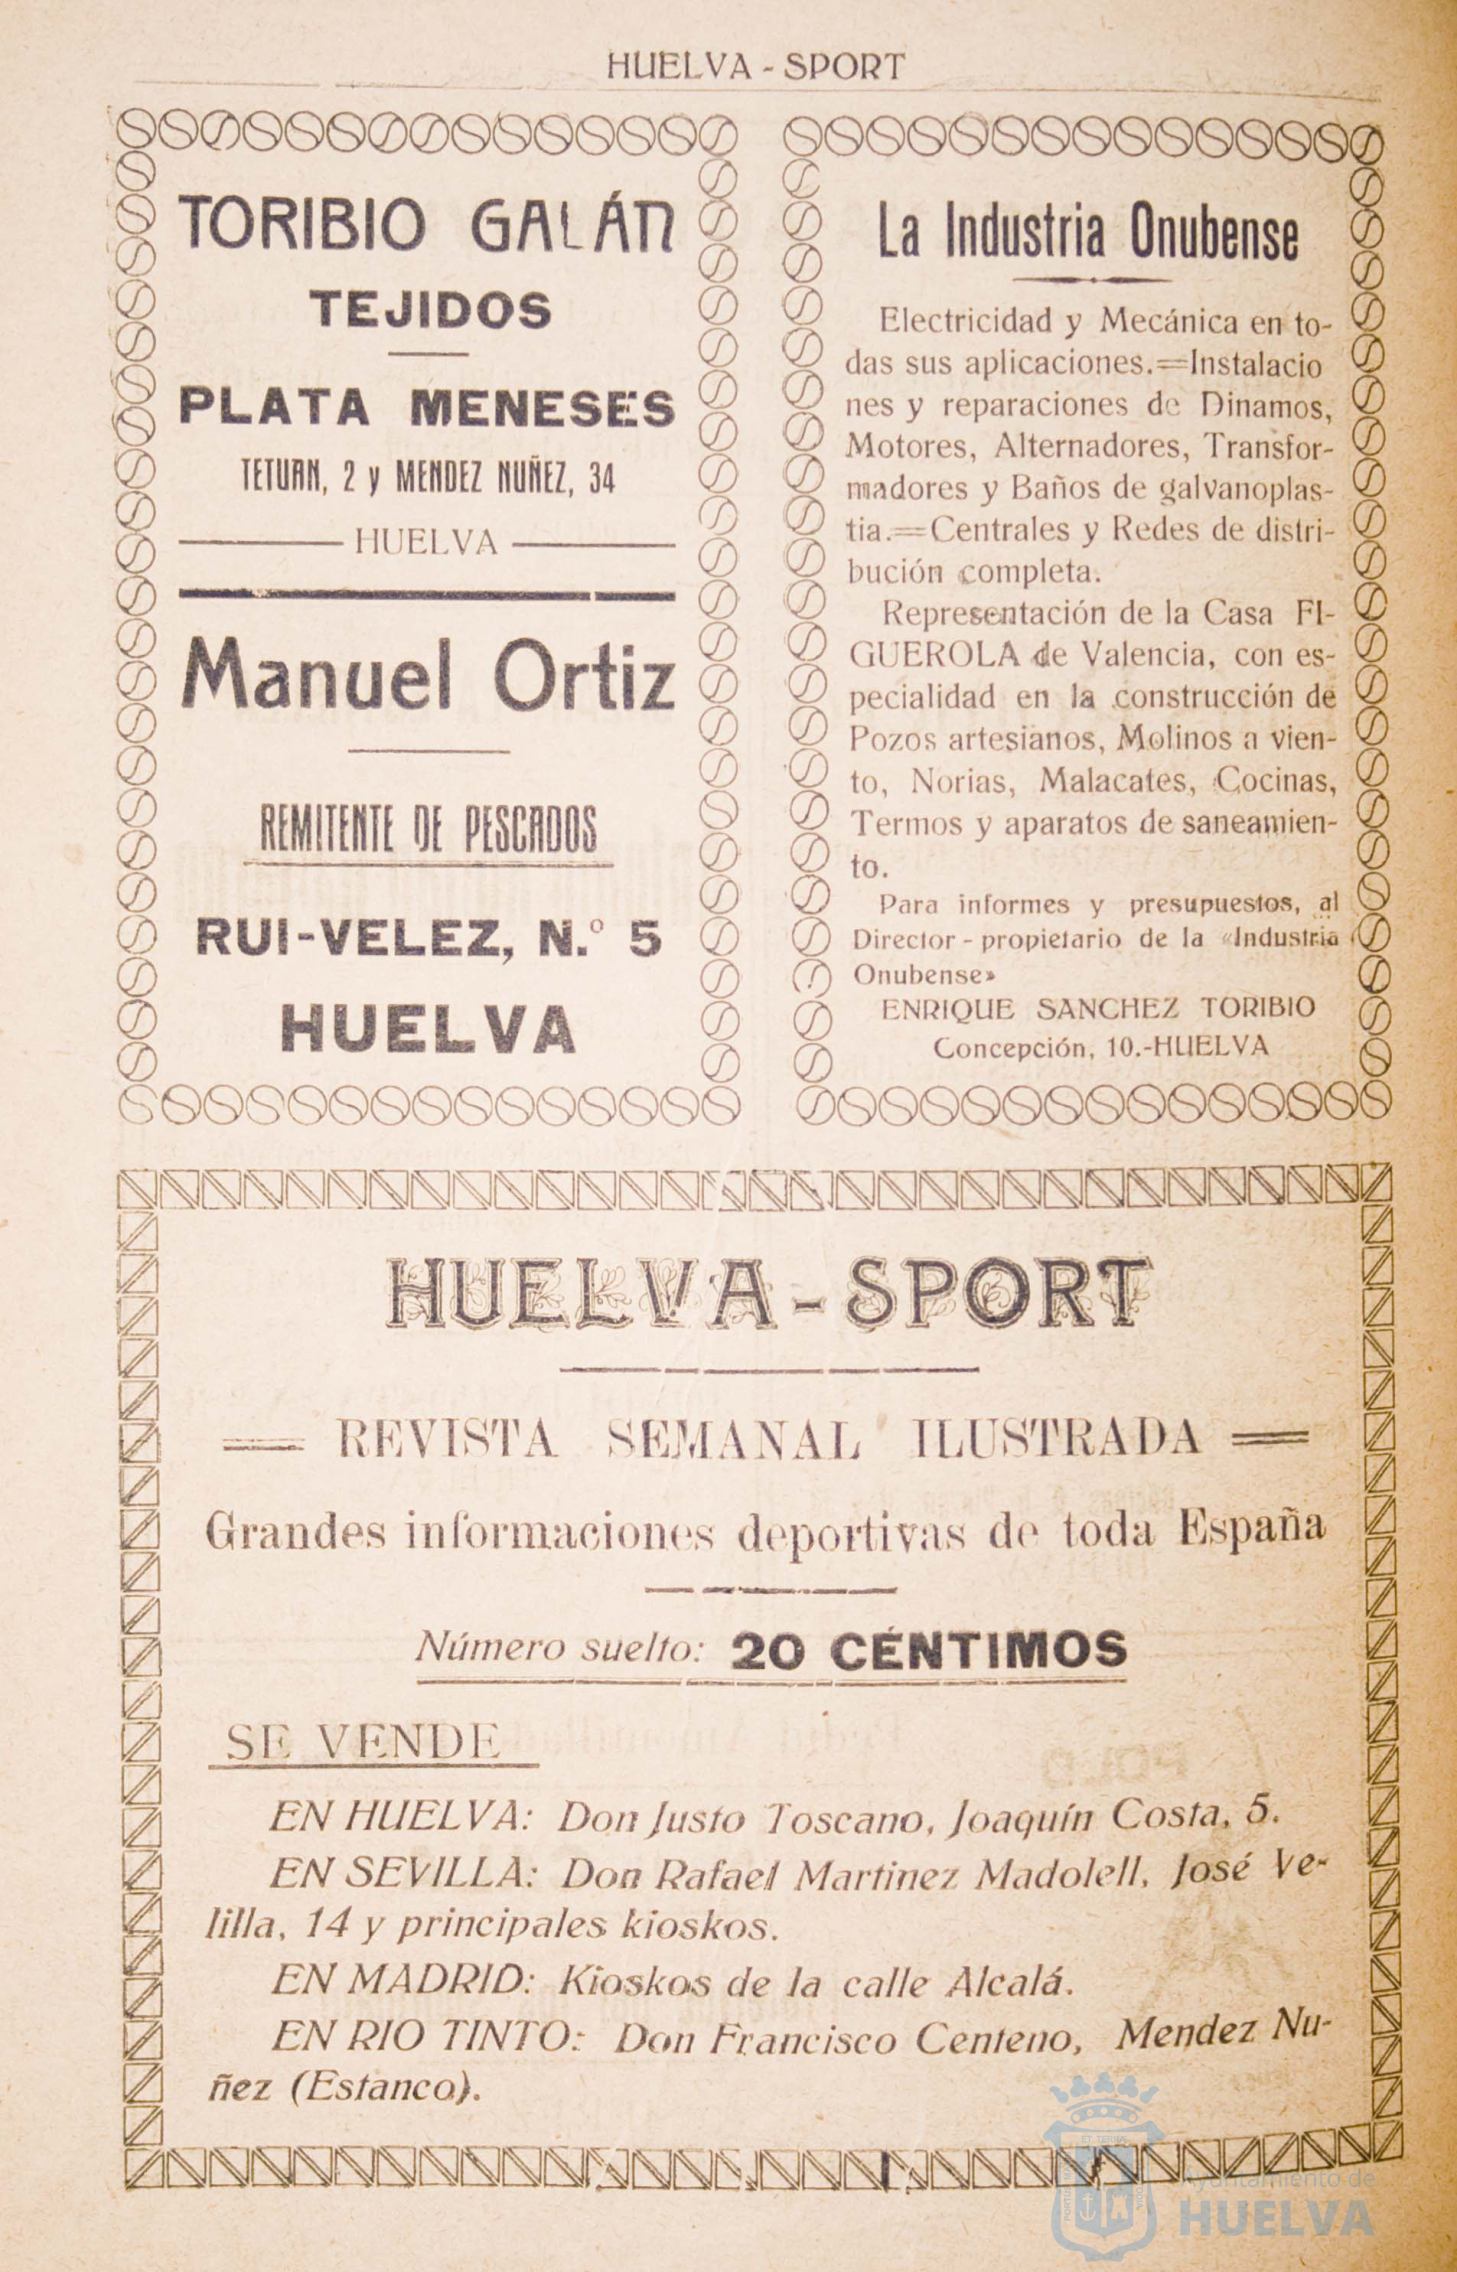 HUELVA - SPORT
TORIBIO GALÁN
TEJIDOS
PLATA MENESES
TETUAN, 2 y MENDEZ NUÑEZ, 34
HUELVA
Manuel Ortiz
REMITENTE DE PESCADOS
RUI-VELEZ, N.º 5
HUELVA
La Industria Onubense
Electricidad y Mecánica en to-
das sus aplicaciones.=Instalacio
nes y reparaciones de Dinamos,
Motores, Alternadores, Transfor-
madores y Baños de galvanoplas-
tia.=Centrales y Redes de distri-
bución completa.
Representación de la Casa FI-
GUEROLA de Valencia, con es-
pecialidad en la construcción de
Pozos artesianos, Molinos a vien-
to, Norias, Malacates, Cocinas,
Termos y aparatos de saneamien-
to.
Para informes y presupuestos, al
Director - propietario de la «Industria
Onubense»
ENRIQUE SANCHEZ TORIBIO
Concepción, 10.-HUELVA
HUELVA - SPORT
REVISTA SEMANAL ILUSTRADA
Grandes informaciones deportivas de toda España
Número suelto: 20 CÉNTIMOS
SE VENDE
EN HUELVA: Don Justo Toscano, Joaquín Costa, 5.
EN SEVILLA: Don Rafael Martinez Madolell, José Ve-
lilla, 14 y principales kioskos.
EN MADRID: Kioskos de la calle Alcalá.
EN RIO TINTO: Don Francisco Centeno, Mendez Nu-
ñez (Estanco).
Ayuntamiento de
HUELVA